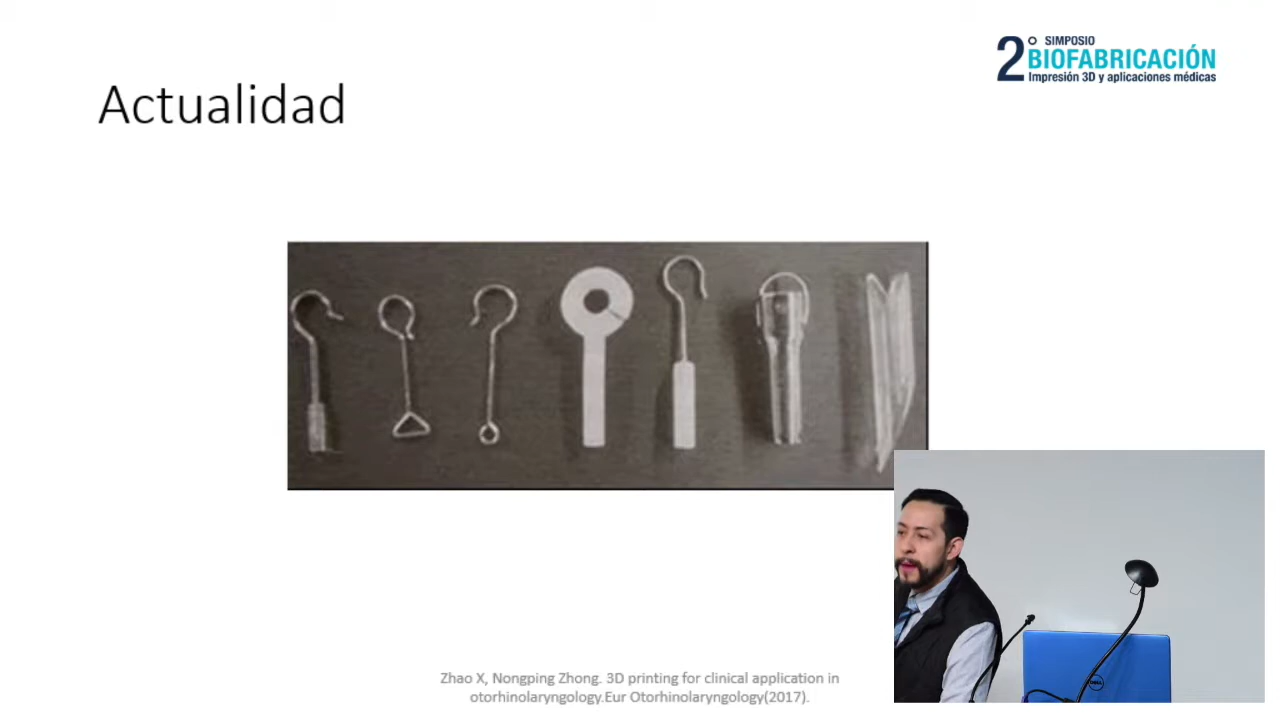 2° SIMPOSIO
BIOFABRICACIÓN
Impresión 3D y aplicaciones médicas
Actualidad
Zhao X, Nongping Zhong. 3D printing for clinical application in
otorhinolaryngology.Eur Otorhinolaryngology(2017).
DELL